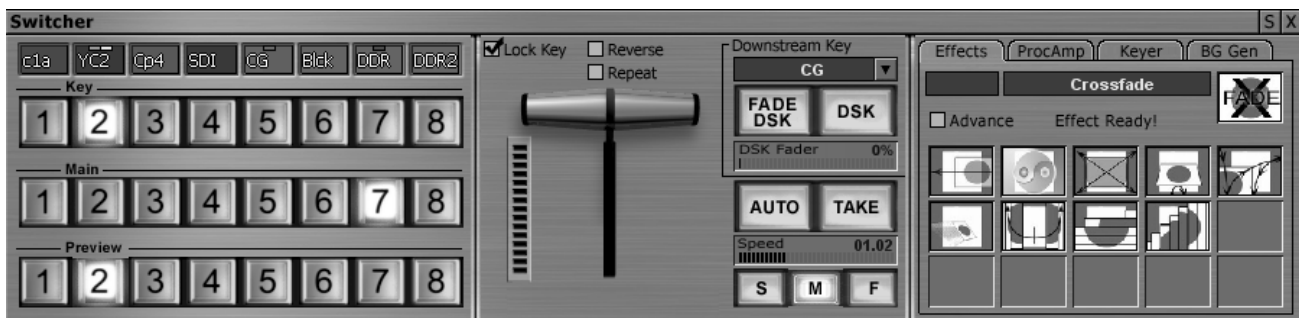 Switcher S X
c1a YC2 Cp4 SDI CG Blck DDR DDR2
Key
1 2 3 4 5 6 7 8
Main
1 2 3 4 5 6 7 8
Preview
1 2 3 4 5 6 7 8
Lock Key
Reverse
Repeat
Downstream Key
CG
FADE
DSK
DSK
DSK Fader 0%
AUTO TAKE
Speed 01.02
S M F
Effects ProcAmp Keyer BG Gen
Crossfade
FADE
Advance Effect Ready!